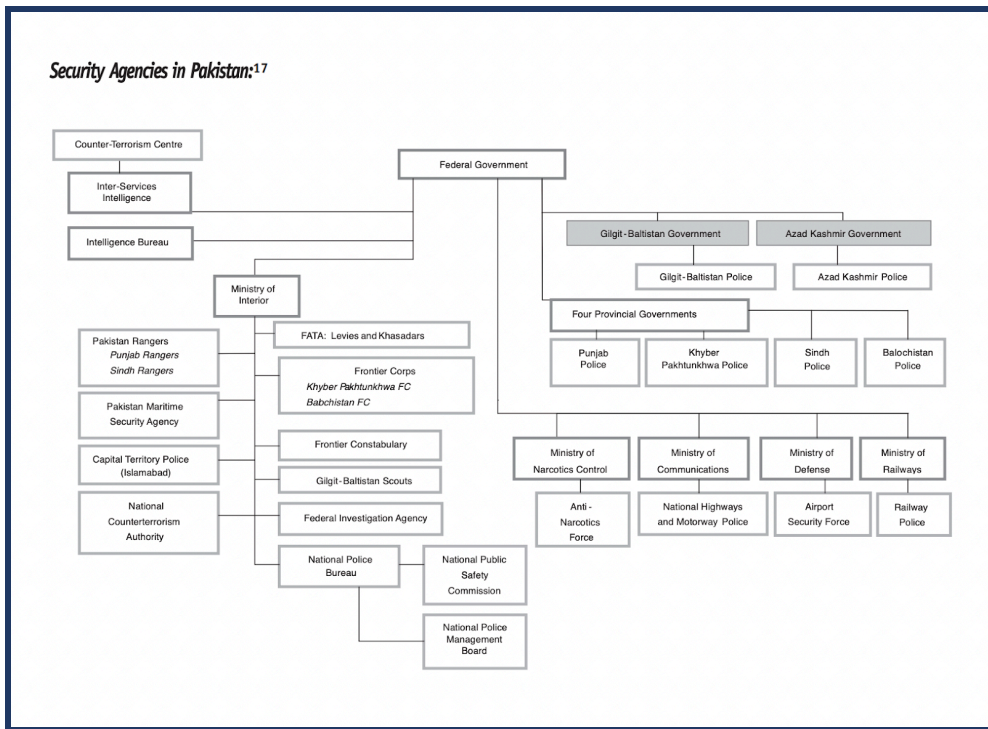 Security Agencies in Pakistan:17
Counter-Terrorism Centre
Federal Government
Inter-Services
Intelligence
Intelligence Bureau
Gilgit-Baltistan Government
Azad Kashmir Government
Gilgit-Baltistan Police
Azad Kashmir Police
Ministry of
Interior
Four Provincial Governments
Punjab
Police
Khyber
Pakhtunkhwa Police
Sindh
Police
Balochistan
Police
Pakistan Rangers
Punjab Rangers
Sindh Rangers
FATA: Levies and Khasadars
Frontier Corps
Khyber Pakhtunkhwa FC
Babchistan FC
Pakistan Maritime
Security Agency
Capital Territory Police
(Islamabad)
Frontier Constabulary
Gilgit-Baltistan Scouts
National
Counterterrorism
Authority
Federal Investigation Agency
National Police
Bureau
National Public
Safety
Commission
National Police
Management
Board
Ministry of
Narcotics Control
Ministry of
Communications
Ministry of
Defense
Ministry of
Railways
Anti-
Narcotics
Force
National Highways
and Motorway Police
Airport
Security Force
Railway
Police